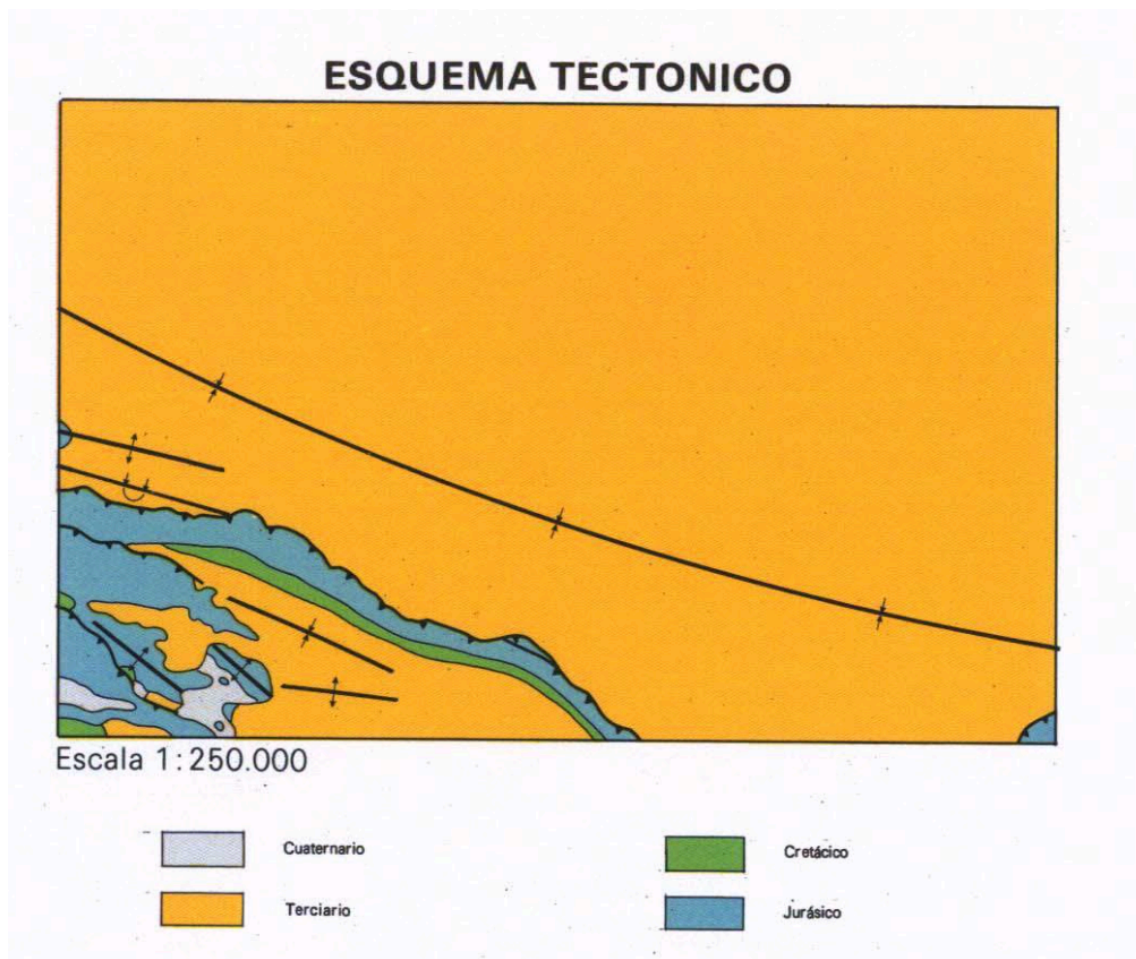 ESQUEMA TECTONICO
Escala 1:250.000
Cuaternario
Cretácico
Terciario
Jurásico